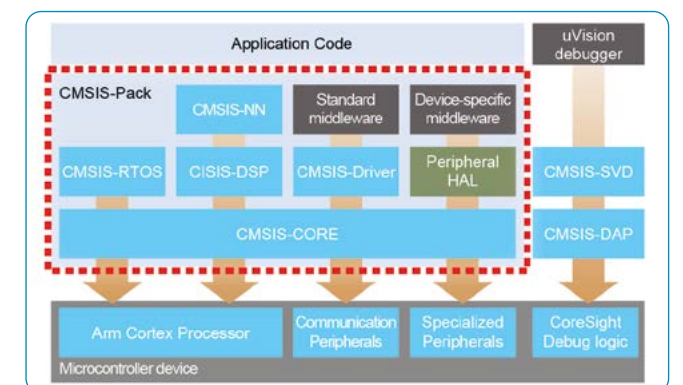 Application Code
uVision
debugger
CMSIS-Pack
CMSIS-NN
Standard
middleware
Device-specific
middleware
CMSIS-RTOS
CISIS-DSP
CMSIS-Driver
Peripheral
HAL
CMSIS-SVD
CMSIS-CORE
CMSIS-DAP
Arm Cortex Processor
Communication
Peripherals
Specialized
Peripherals
CoreSight
Debug logic
Microcontroller device